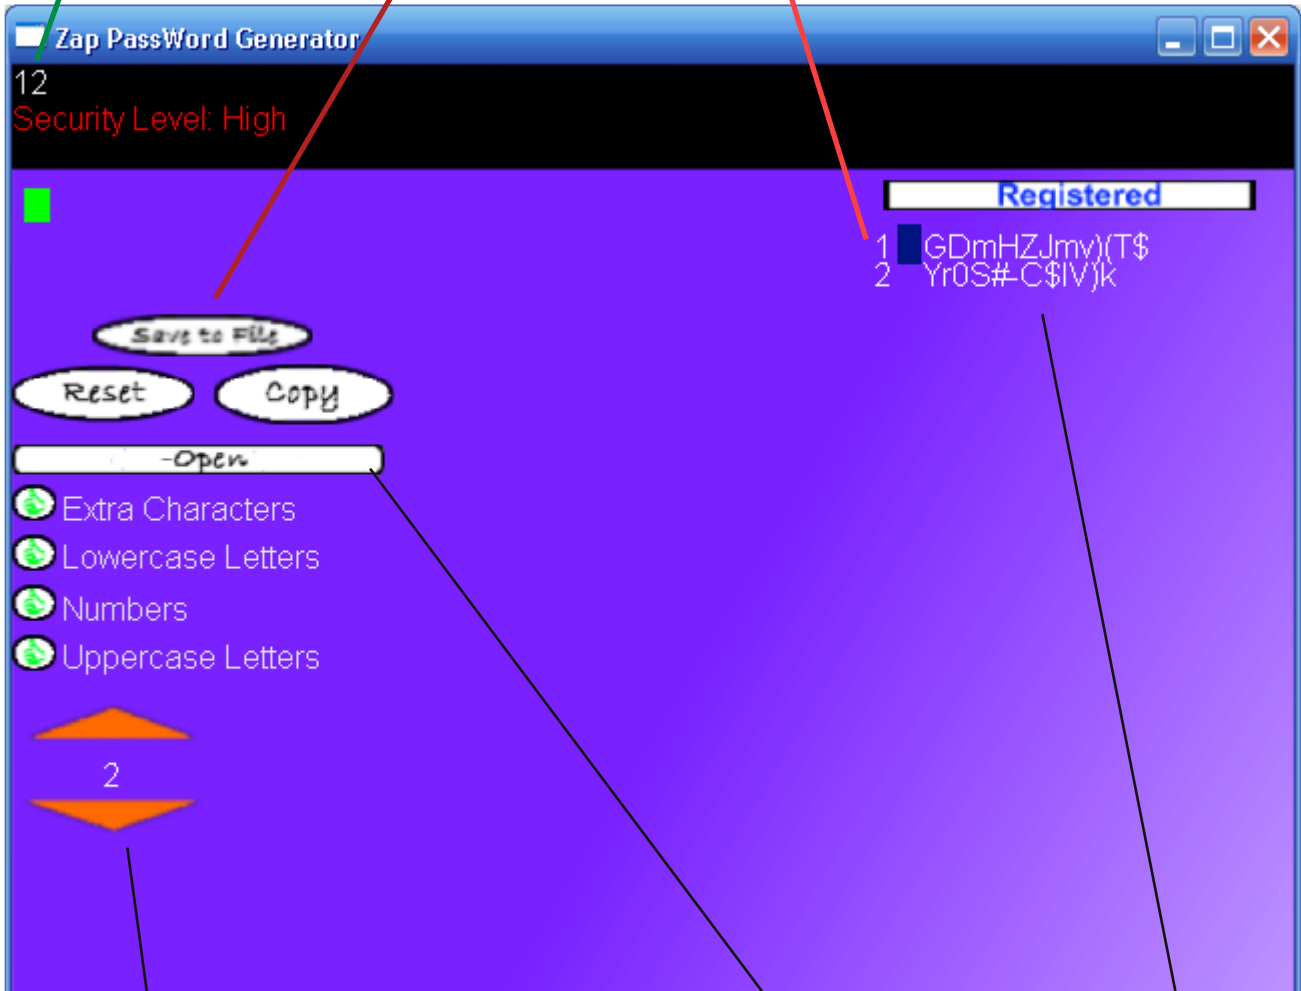 Zap PassWord Generator
12
Security Level: High
Registered
1 GDmHZJmv)(T$
2 Yr0S#-C$IV)k
Save to File
Reset
Copy
-Open
Extra Characters
Lowercase Letters
Numbers
Uppercase Letters
2